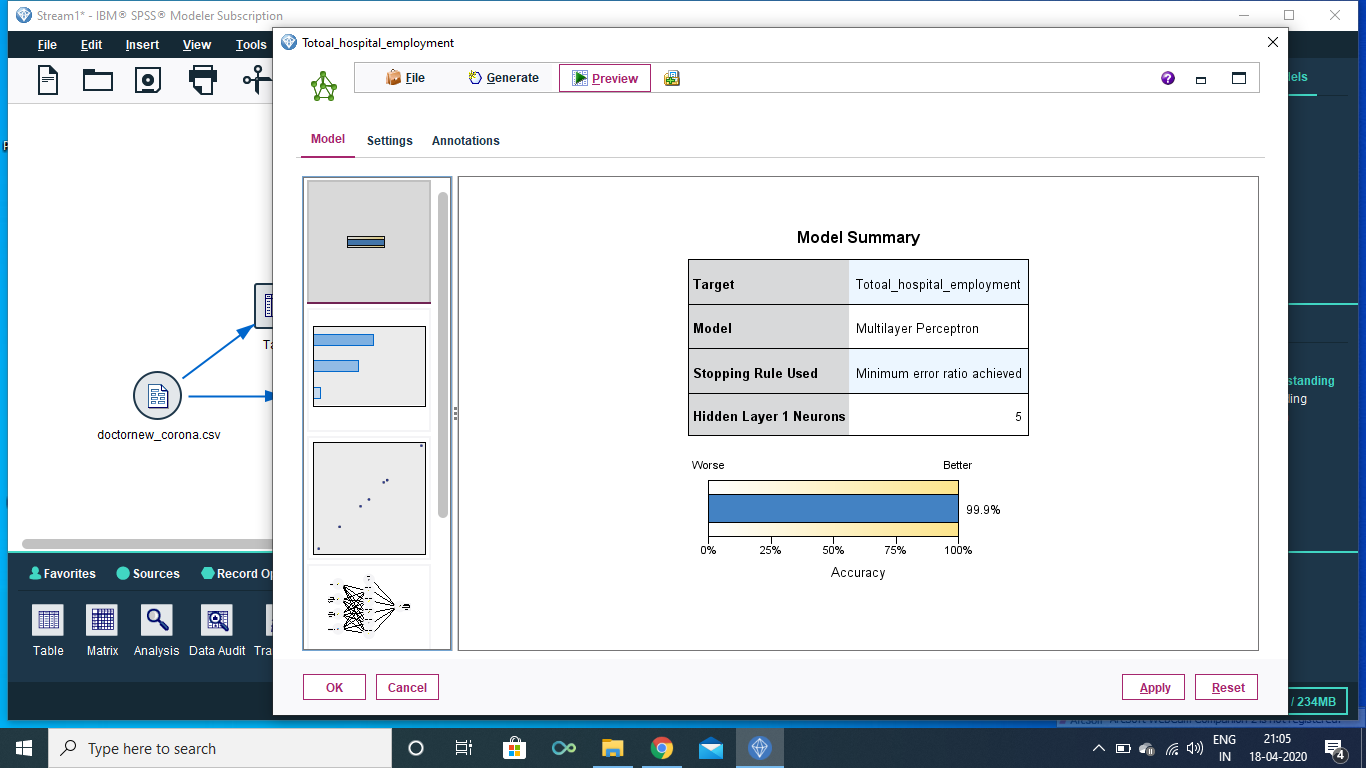 Stream1* - IBM® SPSS® Modeler Subscription
File Edit Insert View Tools
Totoal_hospital_employment
File Generate Preview
Model Settings Annotations
Model Summary
Target Totoal_hospital_employment
Model Multilayer Perceptron
Stopping Rule Used Minimum error ratio achieved
Hidden Layer 1 Neurons 5
Worse Better
99.9%
0% 25% 50% 75% 100%
Accuracy
doctornew_corona.csv
els
standing
ling
Favorites Sources Record Op
Table Matrix Analysis Data Audit Tra
OK Cancel Apply Reset
/ 234MB
Type here to search
ENG
IN
21:05
18-04-2020
4